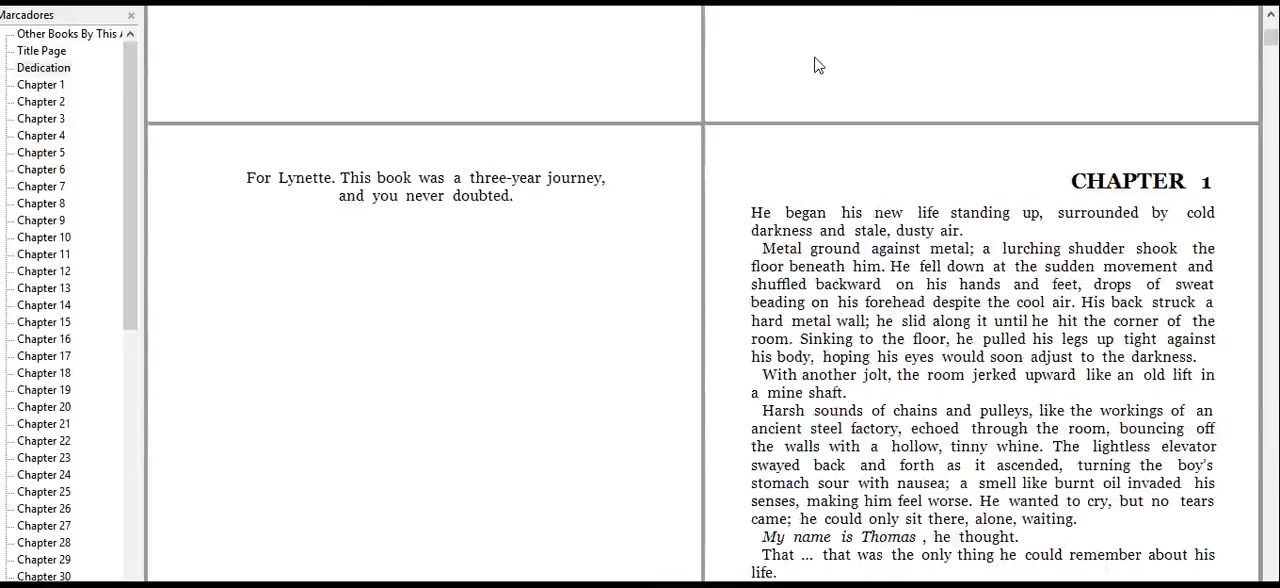 Marcadores
Other Books By This A
Title Page
Dedication
Chapter 1
Chapter 2
Chapter 3
Chapter 4
Chapter 5
Chapter 6
Chapter 7
Chapter 8
Chapter 9
Chapter 10
Chapter 11
Chapter 12
Chapter 13
Chapter 14
Chapter 15
Chapter 16
Chapter 17
Chapter 18
Chapter 19
Chapter 20
Chapter 21
Chapter 22
Chapter 23
Chapter 24
Chapter 25
Chapter 26
Chapter 27
Chapter 28
Chapter 29
Chapter 30
For Lynette. This book was a three-year journey,
and you never doubted.
CHAPTER 1
He began his new life standing up, surrounded by cold
darkness and stale, dusty air.
Metal ground against metal; a lurching shudder shook the
floor beneath him. He fell down at the sudden movement and
shuffled backward on his hands and feet, drops of sweat
beading on his forehead despite the cool air. His back struck a
hard metal wall; he slid along it until he hit the corner of the
room. Sinking to the floor, he pulled his legs up tight against
his body, hoping his eyes would soon adjust to the darkness.
With another jolt, the room jerked upward like an old lift in
a mine shaft.
Harsh sounds of chains and pulleys, like the workings of an
ancient steel factory, echoed through the room, bouncing off
the walls with a hollow, tinny whine. The lightless elevator
swayed back and forth as it ascended, turning the boy's
stomach sour with nausea; a smell like burnt oil invaded his
senses, making him feel worse. He wanted to cry, but no tears
came; he could only sit there, alone, waiting.
My name is Thomas , he thought.
That ... that was the only thing he could remember about his
life.